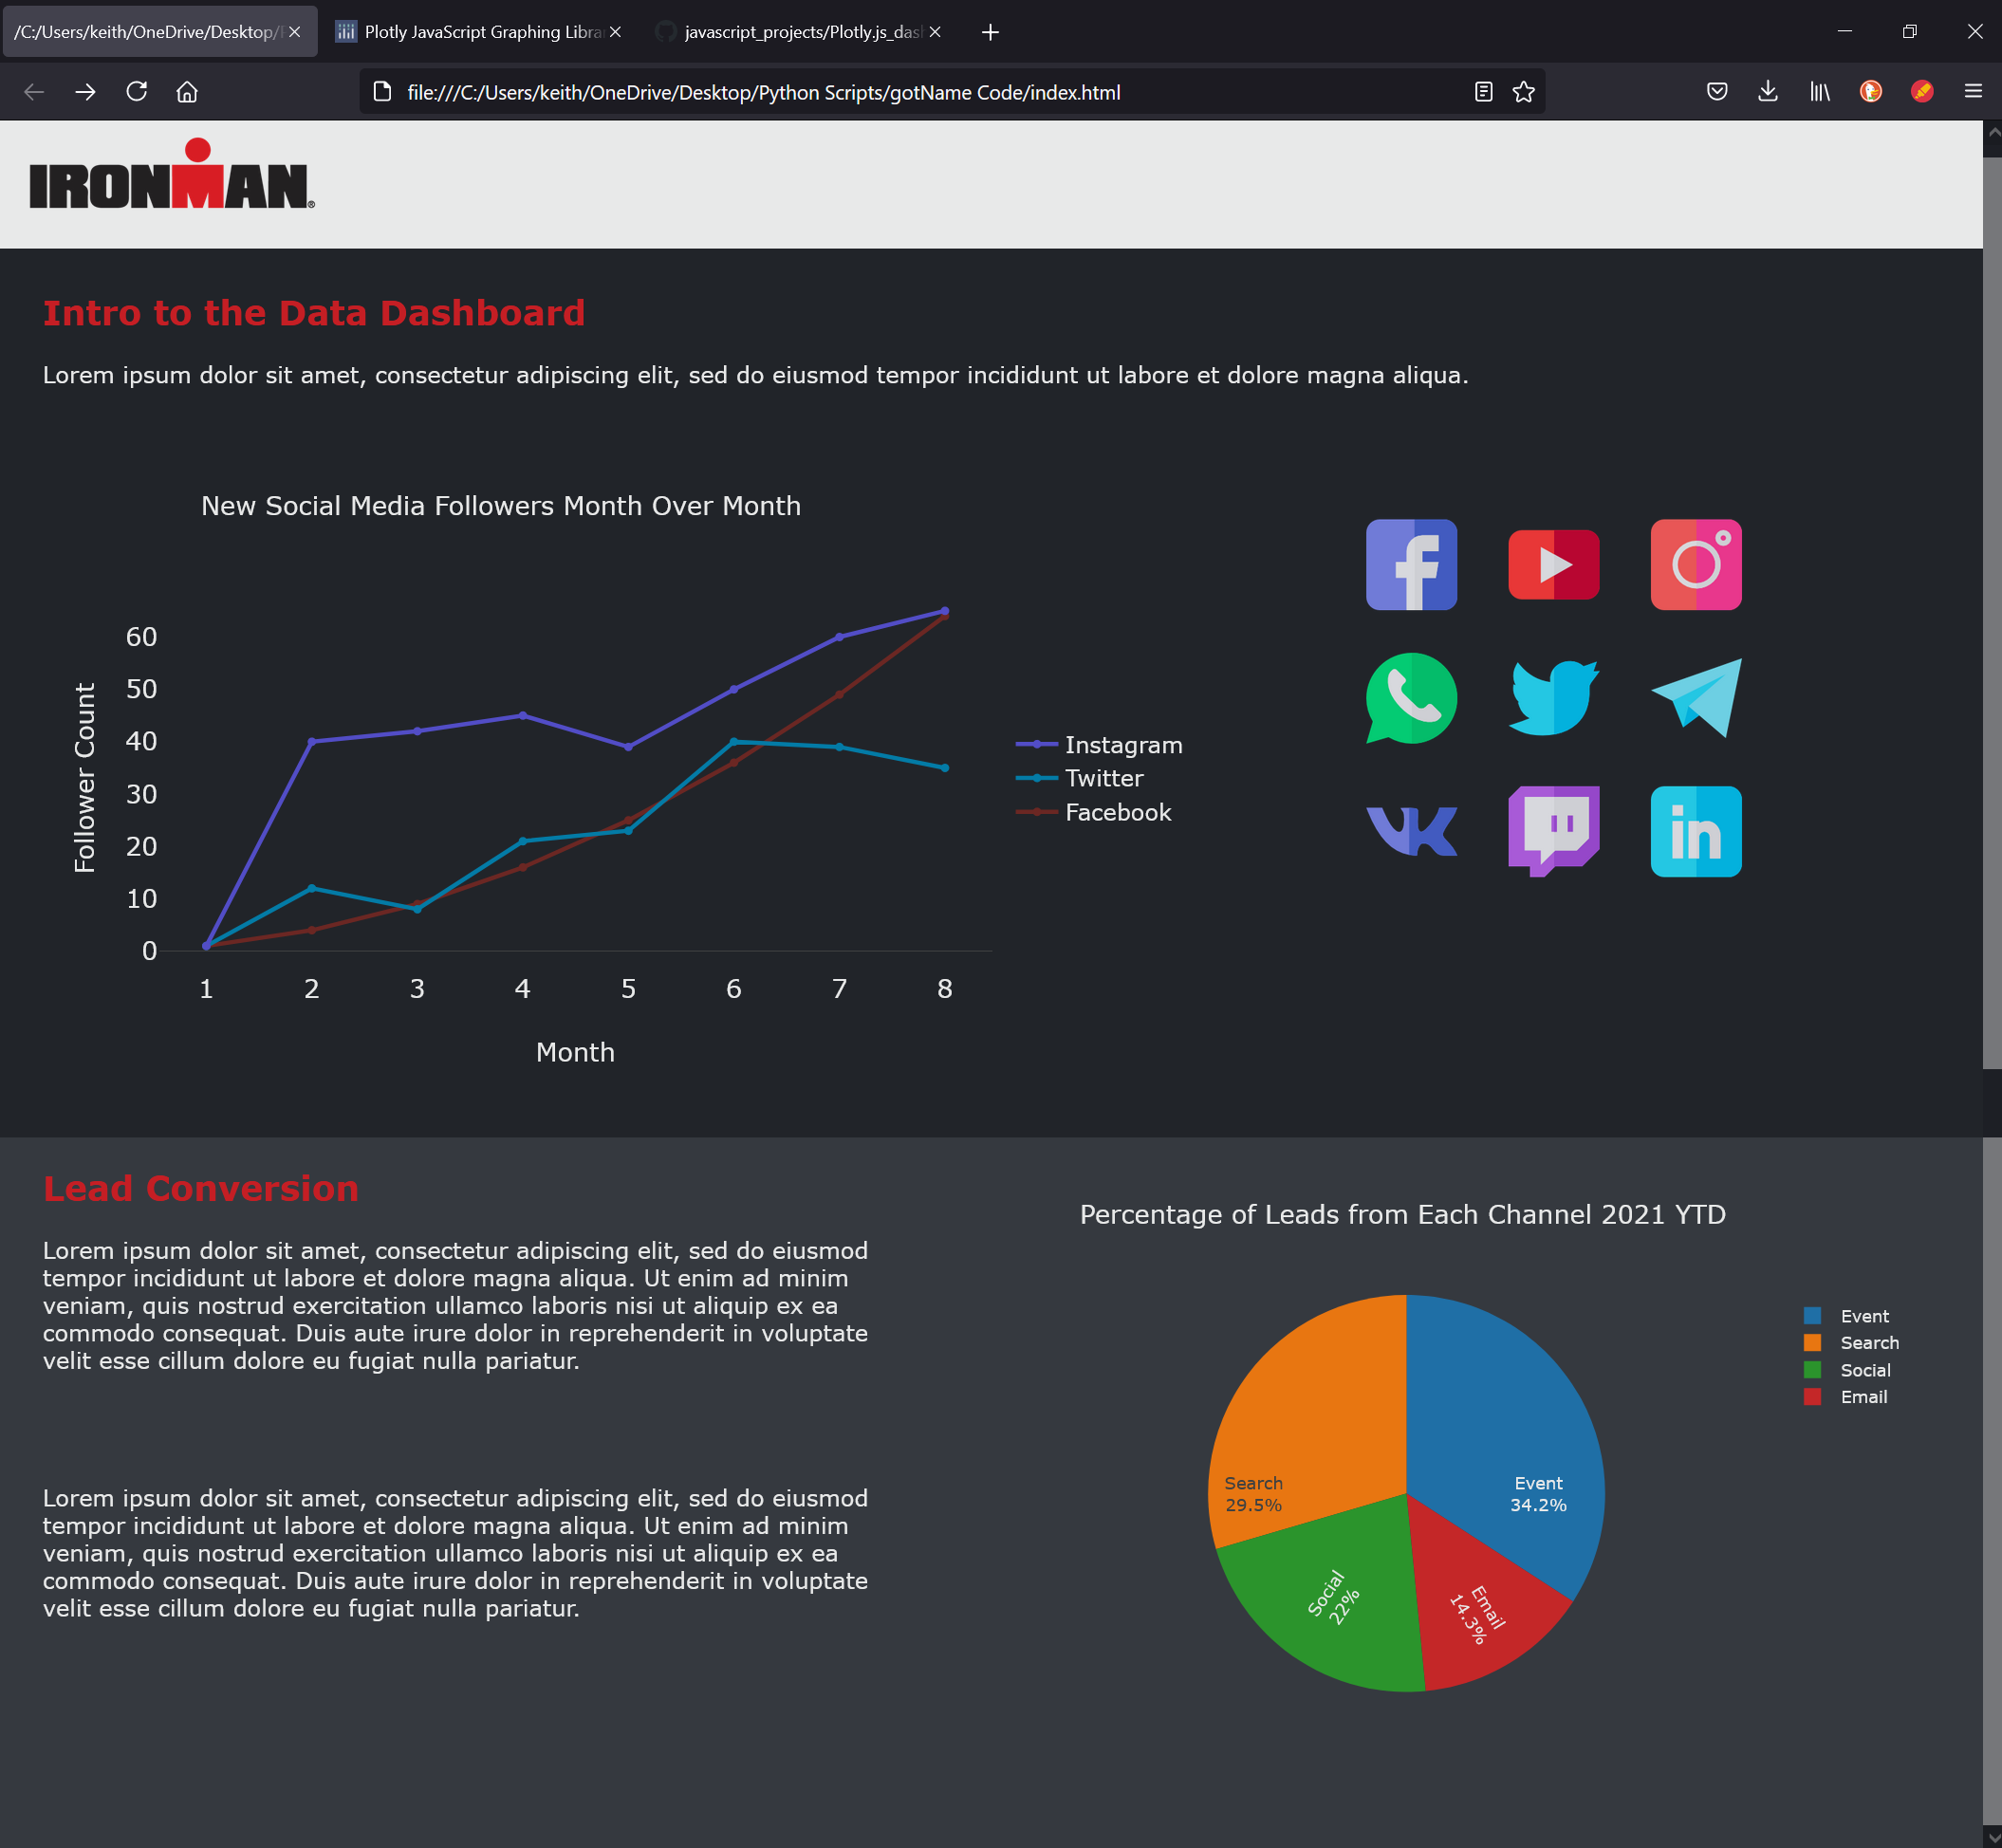 /C:/Users/keith/OneDrive/Desktop/
Plotly JavaScript Graphing Libra
javascript_projects/Plotly.js_das
file:///C:/Users/keith/OneDrive/Desktop/Python Scripts/gotName Code/index.html
IRONMAN®
Intro to the Data Dashboard
Lorem ipsum dolor sit amet, consectetur adipiscing elit, sed do eiusmod tempor incididunt ut labore et dolore magna aliqua.
New Social Media Followers Month Over Month
Follower Count
60
50
40
30
20
10
0
1 2 3 4 5 6 7 8
Month
Instagram
Twitter
Facebook
f
in
Lead Conversion
Lorem ipsum dolor sit amet, consectetur adipiscing elit, sed do eiusmod
tempor incididunt ut labore et dolore magna aliqua. Ut enim ad minim
veniam, quis nostrud exercitation ullamco laboris nisi ut aliquip ex ea
commodo consequat. Duis aute irure dolor in reprehenderit in voluptate
velit esse cillum dolore eu fugiat nulla pariatur.
Lorem ipsum dolor sit amet, consectetur adipiscing elit, sed do eiusmod
tempor incididunt ut labore et dolore magna aliqua. Ut enim ad minim
veniam, quis nostrud exercitation ullamco laboris nisi ut aliquip ex ea
commodo consequat. Duis aute irure dolor in reprehenderit in voluptate
velit esse cillum dolore eu fugiat nulla pariatur.
Percentage of Leads from Each Channel 2021 YTD
Event
34.2%
Search
29.5%
Social
22%
Email
14.3%
Event
Search
Social
Email